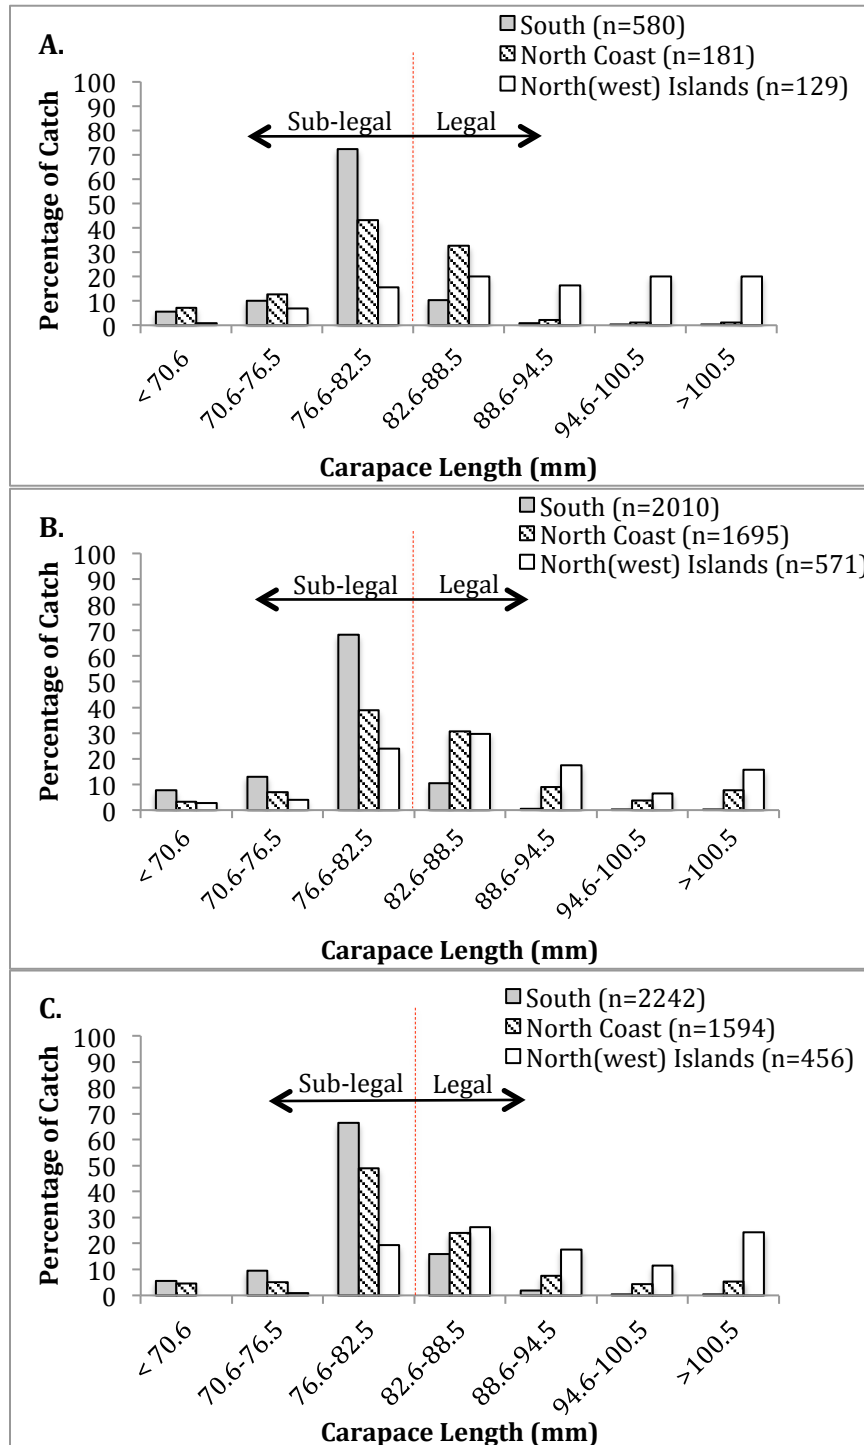 A.
South (n=580)
North Coast (n=181)
North(west) Islands (n=129)
Sub-legal Legal
Percentage of Catch
100
90
80
70
60
50
40
30
20
10
0
< 70.6
70.6-76.5
76.6-82.5
82.6-88.5
88.6-94.5
94.6-100.5
>100.5
Carapace Length (mm)
B.
South (n=2010)
North Coast (n=1695)
North(west) Islands (n=571)
Sub-legal Legal
Percentage of Catch
100
90
80
70
60
50
40
30
20
10
0
< 70.6
70.6-76.5
76.6-82.5
82.6-88.5
88.6-94.5
94.6-100.5
>100.5
Carapace Length (mm)
C.
South (n=2242)
North Coast (n=1594)
North(west) Islands (n=456)
Sub-legal Legal
Percentage of Catch
100
90
80
70
60
50
40
30
20
10
0
< 70.6
70.6-76.5
76.6-82.5
82.6-88.5
88.6-94.5
94.6-100.5
>100.5
Carapace Length (mm)